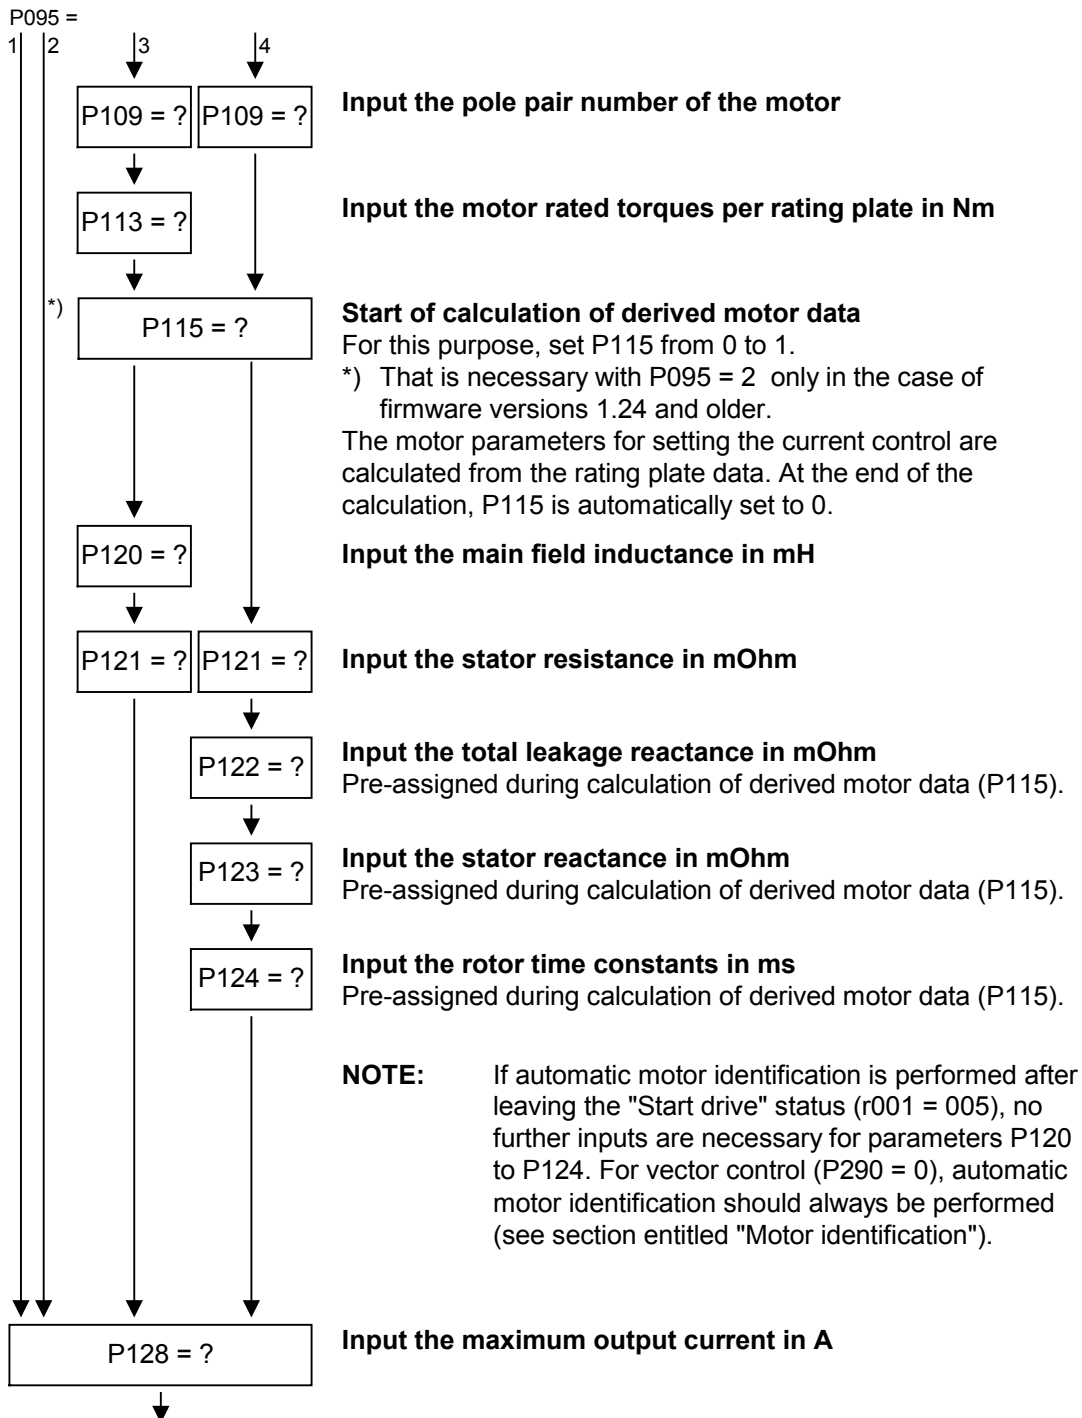 P095 =
1 2 3 4
P109 = ? P109 = ? Input the pole pair number of the motor
P113 = ? Input the motor rated torques per rating plate in Nm
*) P115 = ? Start of calculation of derived motor data
For this purpose, set P115 from 0 to 1.
*) That is necessary with P095 = 2 only in the case of
firmware versions 1.24 and older.
The motor parameters for setting the current control are
calculated from the rating plate data. At the end of the
calculation, P115 is automatically set to 0.
P120 = ? Input the main field inductance in mH
P121 = ? P121 = ? Input the stator resistance in mOhm
P122 = ? Input the total leakage reactance in mOhm
Pre-assigned during calculation of derived motor data (P115).
P123 = ? Input the stator reactance in mOhm
Pre-assigned during calculation of derived motor data (P115).
P124 = ? Input the rotor time constants in ms
Pre-assigned during calculation of derived motor data (P115).
NOTE: If automatic motor identification is performed after
leaving the "Start drive" status (r001 = 005), no
further inputs are necessary for parameters P120
to P124. For vector control (P290 = 0), automatic
motor identification should always be performed
(see section entitled "Motor identification").
P128 = ? Input the maximum output current in A